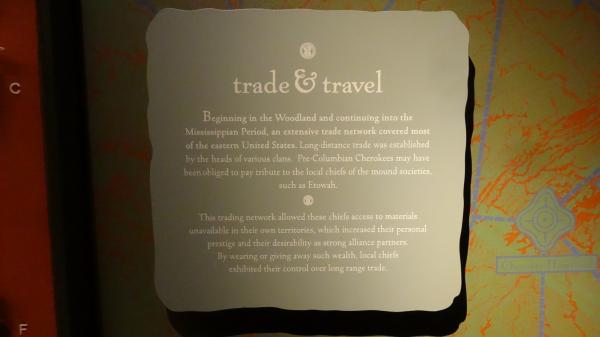 C
trade & travel
Beginning in the Woodland and continuing into the
Mississippian Period, an extensive trade network covered most
of the eastern United States. Long-distance trade was established
by the heads of various clans. Pre-Columbian Cherokees may have
been obliged to pay tribute to the local chiefs of the mound societies,
such as Etowah.
This trading network allowed these chiefs access to materials
unavailable in their own territories, which increased their personal
prestige and their desirability as strong alliance partners.
By wearing or giving away such wealth, local chiefs
exhibited their control over long range trade.
F